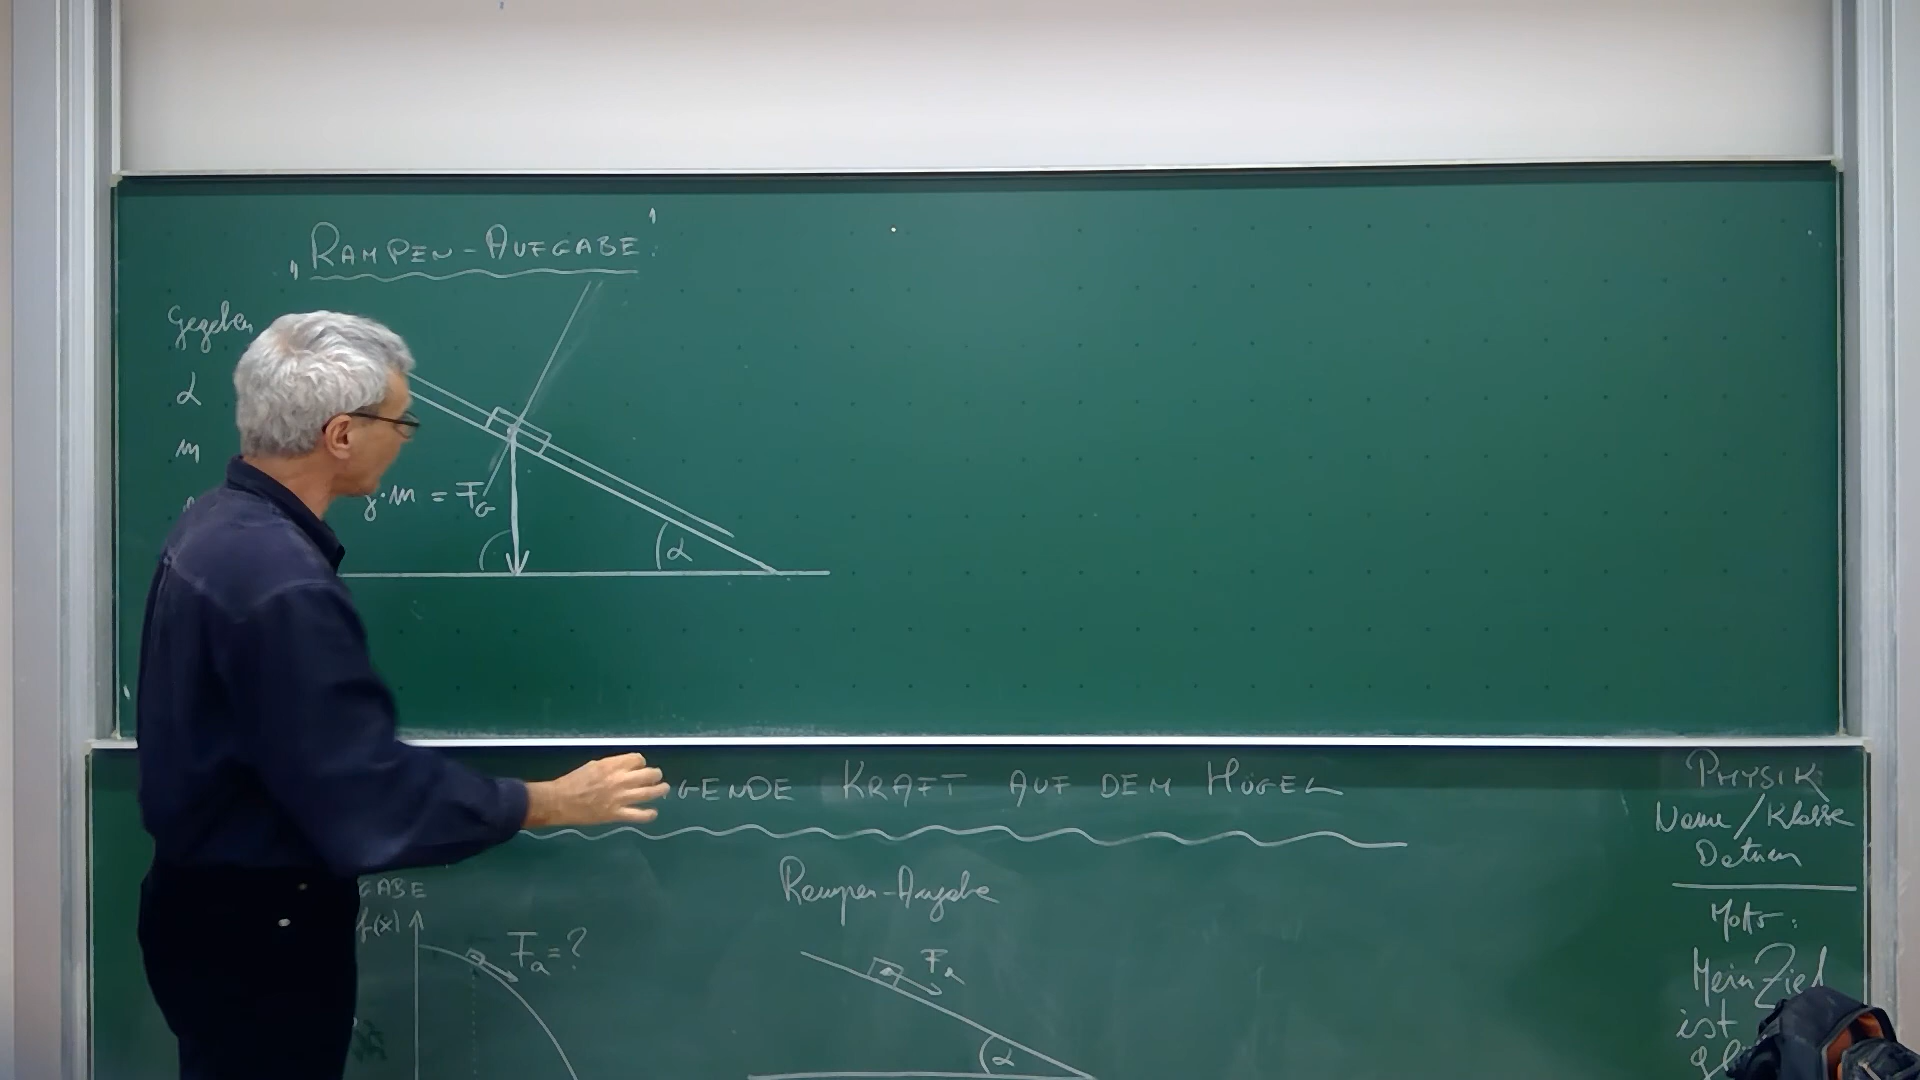 „RAMPEN-AUFGABE"
Gegeben
α
m
g·m = F_G
α
GENDE KRAFT AUF DEM HÜGEL
GABE
f(x)
F_a = ?
Rampen-Angabe
F_a
α
PHYSIK
Name/Klasse
Datum
Motto:
Mein Ziel
ist